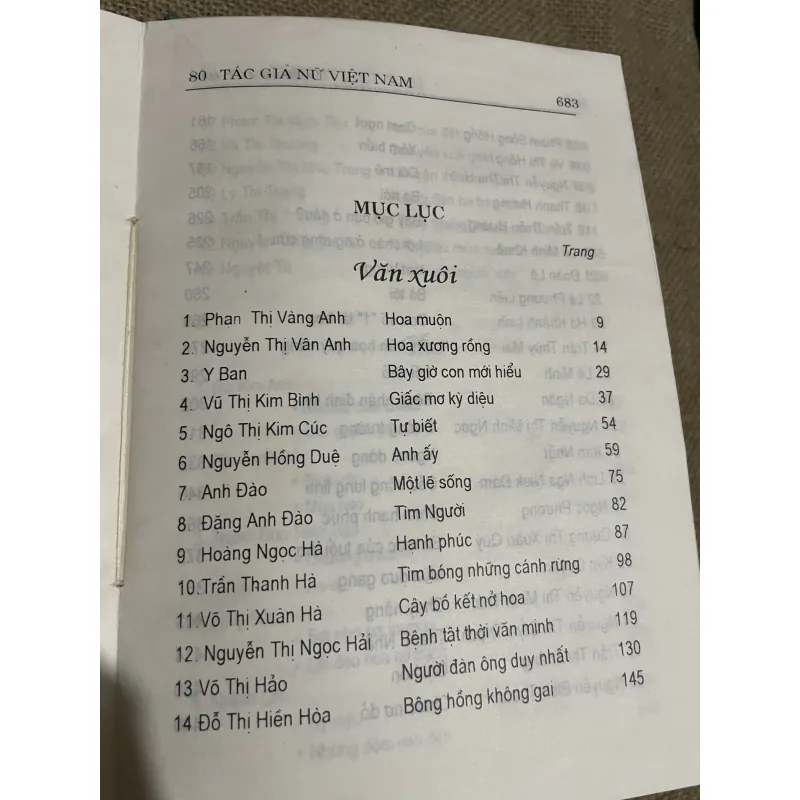 80 TÁC GIẢ NỮ VIỆT NAM 683
MỤC LỤC
Trang
Văn xuôi
1. Phan Thị Vàng Anh Hoa muộn 9
2. Nguyễn Thị Vân Anh Hoa xương rồng 14
3. Y Ban Bây giờ con mới hiểu 29
4. Vũ Thị Kim Bình Giấc mơ kỳ diệu 37
5. Ngô Thị Kim Cúc Tự biết 54
6. Nguyễn Hồng Duệ Anh ấy 59
7. Anh Đào Một lẽ sống 75
8. Đặng Anh Đào Tìm Người 82
9. Hoàng Ngọc Hà Hạnh phúc 87
10. Trần Thanh Hà Tìm bóng những cánh rừng 98
11. Võ Thị Xuân Hà Cây bồ kết nở hoa 107
12. Nguyễn Thị Ngọc Hải Bệnh tật thời văn minh 119
13 Võ Thị Hảo Người đàn ông duy nhất 130
14 Đỗ Thị Hiền Hòa Bông hồng không gai 145